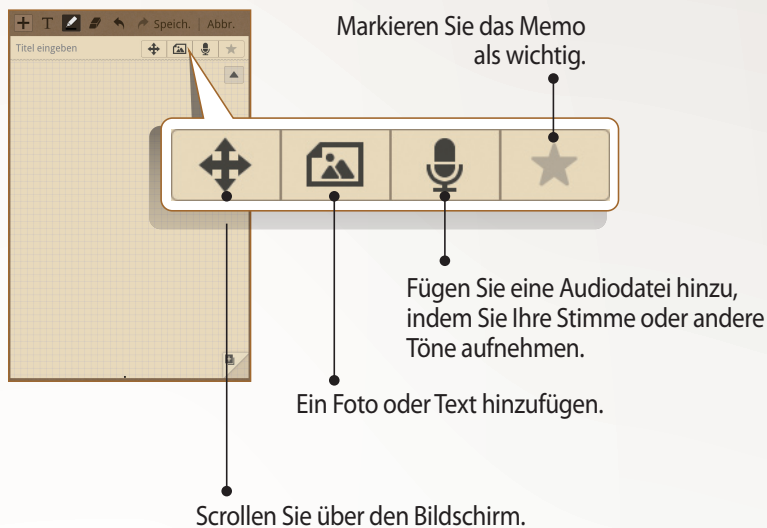 T Speich. Abbr.
Titel eingeben
Markieren Sie das Memo
als wichtig.
Fügen Sie eine Audiodatei hinzu,
indem Sie Ihre Stimme oder andere
Töne aufnehmen.
Ein Foto oder Text hinzufügen.
Scrollen Sie über den Bildschirm.